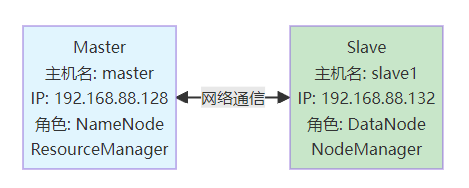 Master
主机名: master
IP: 192.168.88.128
角色: NameNode
ResourceManager
网络通信
Slave
主机名: slave1
IP: 192.168.88.132
角色: DataNode
NodeManager